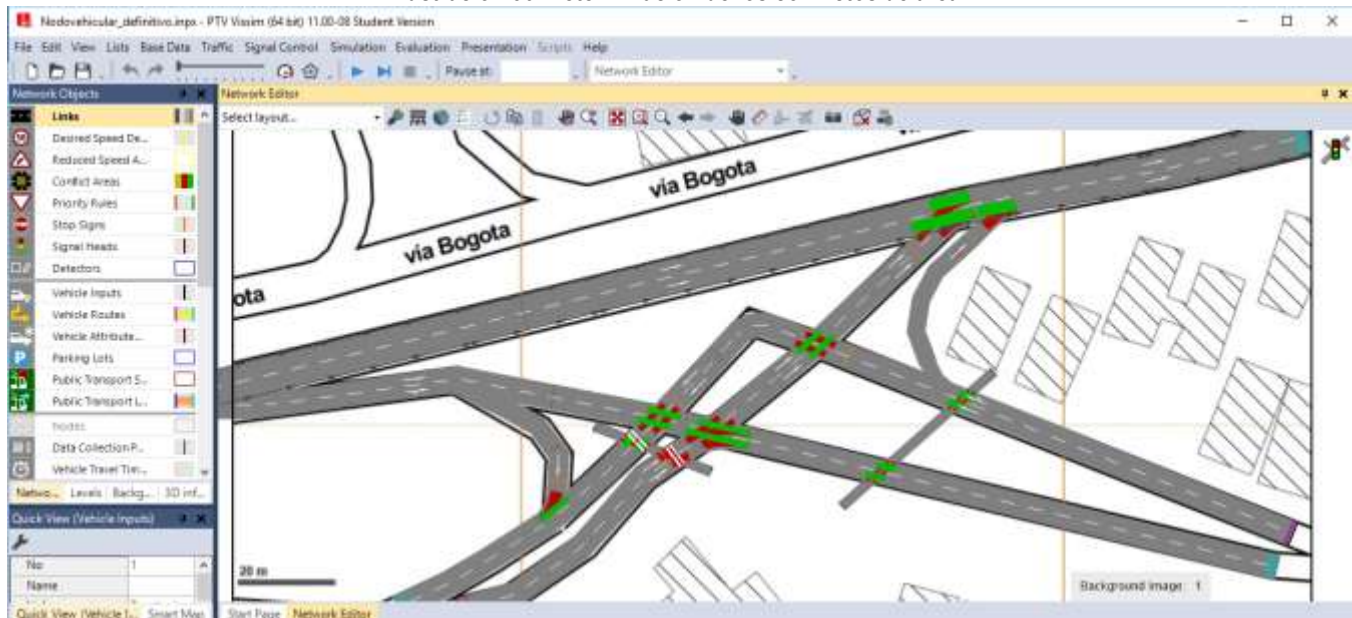 Nodovehicular_definitivo.inpx - PTV Vissim (64 bit) 11.00-08 Student Version
File Edit View Lists Base Data Traffic Signal Control Simulation Evaluation Presentation Scripts Help
Pause at: Network Editor
Network Objects
Network Editor
Select layout...
Links
Desired Speed De...
Reduced Speed A...
Conflict Areas
Priority Rules
Stop Signs
Signal Heads
Detectors
Vehicle Inputs
Vehicle Routes
Vehicle Attribute...
Parking Lots
Public Transport S...
Public Transport L...
Nodes
Data Collection P...
Vehicle Travel Tim...
Netwo... Levels Backg... 3D inf...
Quick View (Vehicle Inputs)
No 1
Name
Quick View (Vehicle I... Smart Map
Start Page Network Editor
vía Bogota
vía Bogota
ota
20 m
Background image: 1